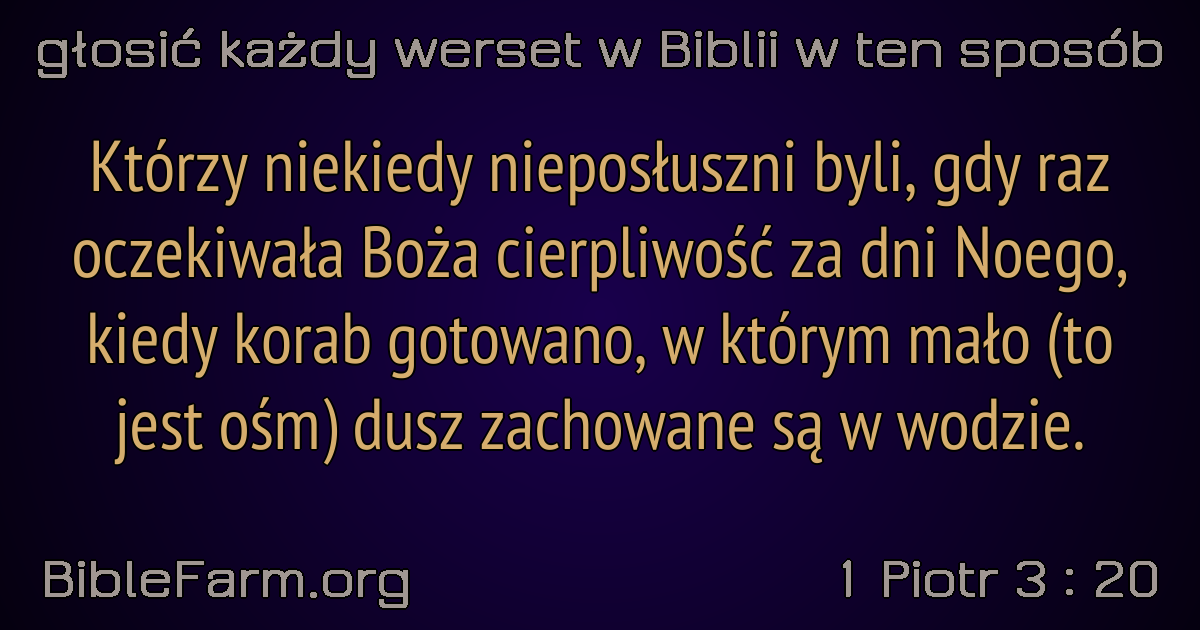 głosić każdy werset w Biblii w ten sposób
Którzy niekiedy nieposłuszni byli, gdy raz
oczekiwała Boża cierpliwość za dni Noego,
kiedy korab gotowano, w którym mało (to
jest ośm) dusz zachowane są w wodzie.
BibleFarm.org
1 Piotr 3 : 20